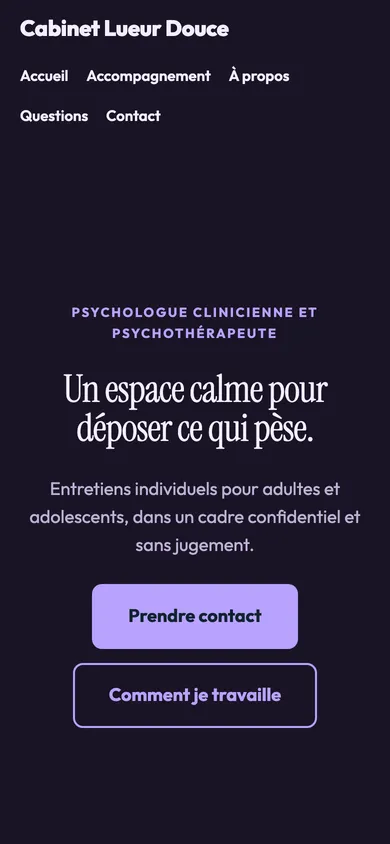 Cabinet Lueur Douce
Accueil Accompagnement À propos
Questions Contact
PSYCHOLOGUE CLINICIENNE ET
PSYCHOTHÉRAPEUTE
Un espace calme pour
déposer ce qui pèse.
Entretiens individuels pour adultes et
adolescents, dans un cadre confidentiel et
sans jugement.
Prendre contact
Comment je travaille